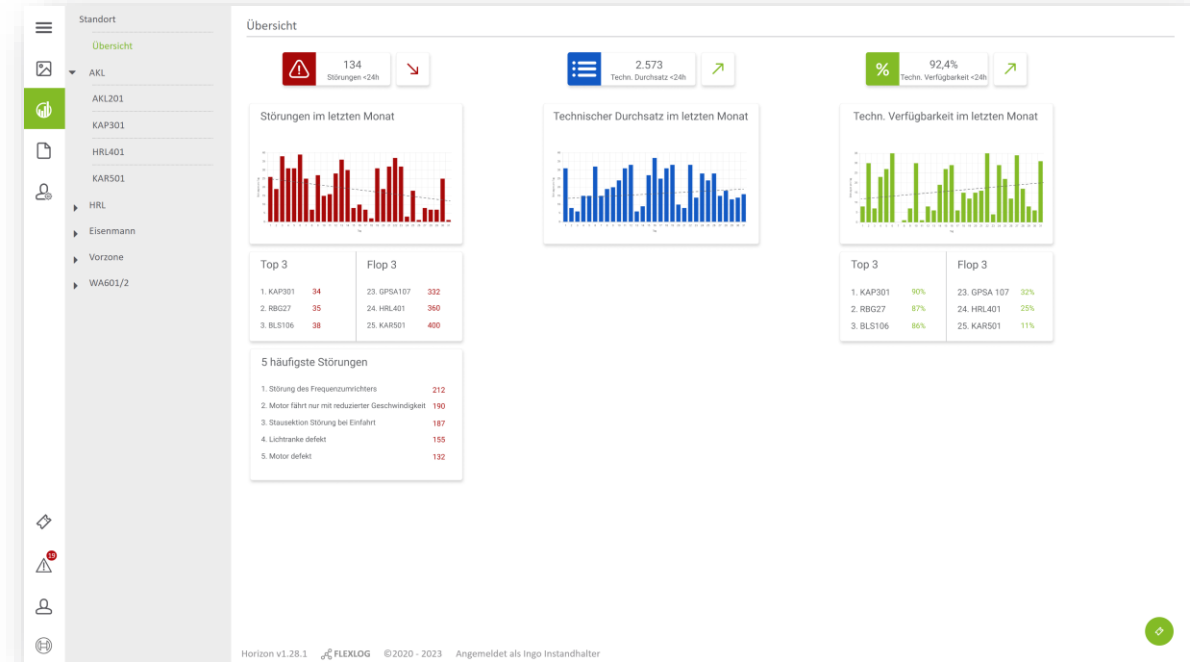 Standort
Übersicht
AKL
AKL201
KAP301
HRL401
KAR501
HRL
Eisenmann
Vorzone
WA601/2
19
Übersicht
134
Störungen <24h
2.573
Techn. Durchsatz <24h
%
92,4%
Techn. Verfügbarkeit <24h
Störungen im letzten Monat
Technischer Durchsatz im letzten Monat
Techn. Verfügbarkeit im letzten Monat
Top 3
1. KAP301 34
2. RBG27 35
3. BLS106 38
Flop 3
23. GPSA107 332
24. HRL401 360
25. KAR501 400
Top 3
1. KAP301 90%
2. RBG27 87%
3. BLS106 86%
Flop 3
23. GPSA 107 32%
24. HRL401 25%
25. KAR501 11%
5 häufigste Störungen
1. Störung des Frequenzumrichters 212
2. Motor fährt nur mit reduzierter Geschwindigkeit 190
3. Stausektion Störung bei Einfahrt 187
4. Lichtranke defekt 155
5. Motor defekt 132
Horizon v1.28.1 FLEXLOG ©2020 - 2023 Angemeldet als Ingo Instandhalter